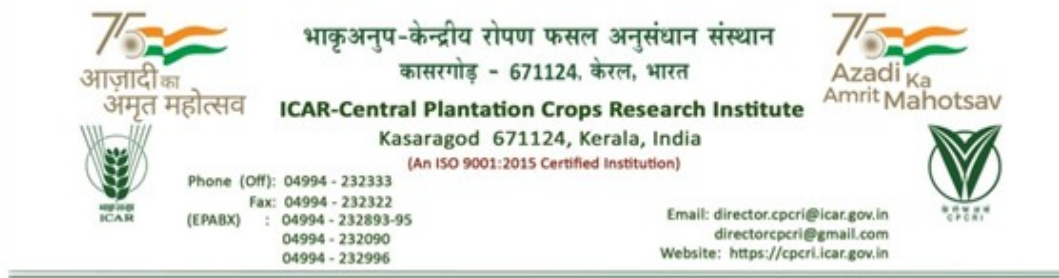 75
आज़ादी का
अमृत महोत्सव
भाकृअनुप-केन्द्रीय रोपण फसल अनुसंधान संस्थान
कासरगोड़ - 671124, केरल, भारत
ICAR-Central Plantation Crops Research Institute
Kasaragod 671124, Kerala, India
(An ISO 9001:2015 Certified Institution)
75
Azadi Ka
Amrit Mahotsav
ICAR
Phone (Off): 04994 - 232333
Fax: 04994 - 232322
(EPABX) : 04994 - 232893-95
04994 - 232090
04994 - 232996
Email: director.cpcri@icar.gov.in
directorcpcri@gmail.com
Website: https://cpcri.icar.gov.in
CPCRI